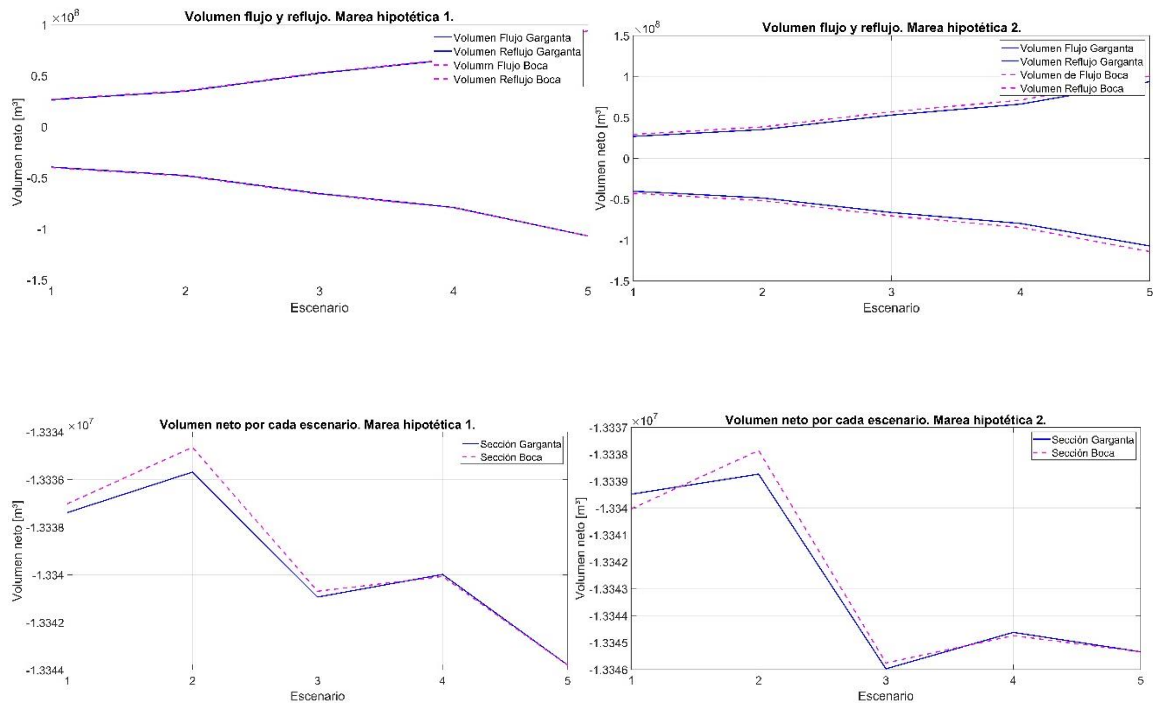 Volumen flujo y reflujo. Marea hipotética 1.
×10⁸
1
0.5
0
-0.5
-1
-1.5
Volumen neto [m³]
Volumen Flujo Garganta
Volumen Reflujo Garganta
Volumrn Flujo Boca
Volumen Reflujo Boca
1 2 3 4 5
Escenario
Volumen flujo y reflujo. Marea hipotética 2.
×10⁸
1.5
1
0.5
0
-0.5
-1
-1.5
Volumen neto [m³]
Volumen Flujo Garganta
Volumen Reflujo Garganta
Volumen de Flujo Boca
Volumen Reflujo Boca
1 2 3 4 5
Escenario
Volumen neto por cada escenario. Marea hipotética 1.
×10⁷
-1.3334
-1.3336
-1.3338
-1.334
-1.3342
-1.3344
Volumen neto [m³]
Sección Garganta
Sección Boca
1 2 3 4 5
Escenario
Volumen neto por cada escenario. Marea hipotética 2.
×10⁷
-1.3337
-1.3338
-1.3339
-1.334
-1.3341
-1.3342
-1.3343
-1.3344
-1.3345
-1.3346
Volumen neto [m³]
Sección Garganta
Sección Boca
1 2 3 4 5
Escenario